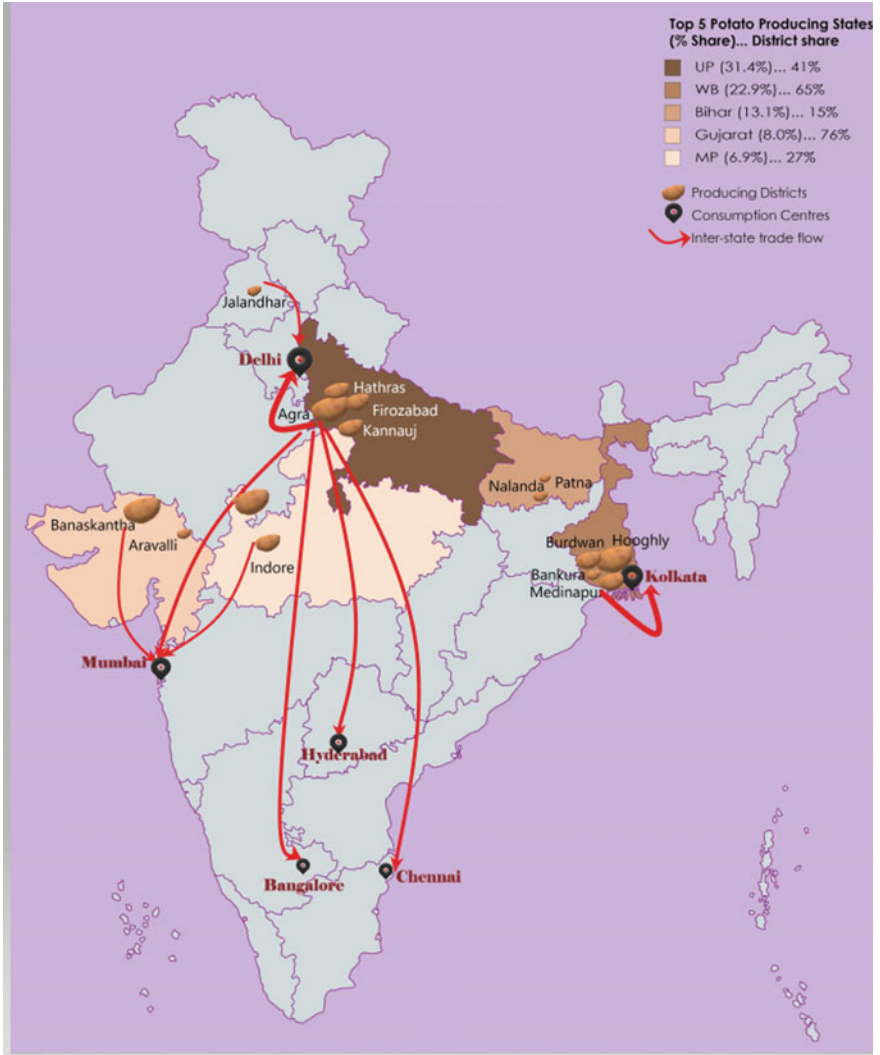 Top 5 Potato Producing States
(% Share)... District share
UP (31.4%)... 41%
WB (22.9%)... 65%
Bihar (13.1%)... 15%
Gujarat (8.0%)... 76%
MP (6.9%)... 27%
Producing Districts
Consumption Centres
Inter-state trade flow
Jalandhar
Delhi
Hathras
Agra
Firozabad
Kannauj
Nalanda
Patna
Banaskantha
Aravalli
Indore
Burdwan
Hooghly
Bankura
Kolkata
Medinapur
Mumbai
Hyderabad
Bangalore
Chennai